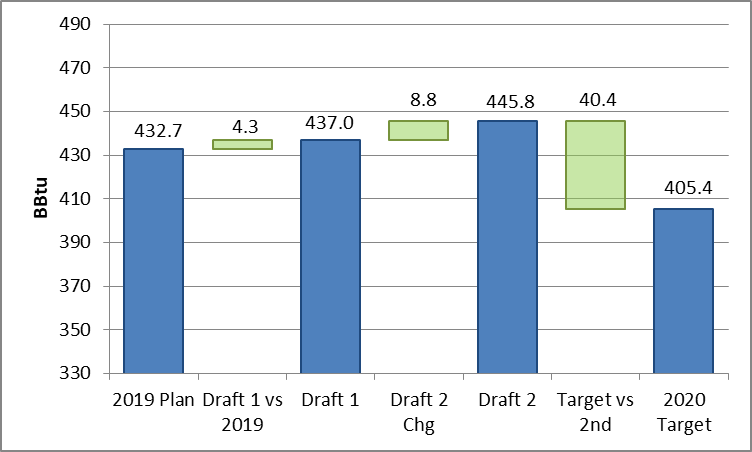 490
470
450
430
410
390
370
350
330
BBtu
432.7
4.3
437.0
8.8
445.8
40.4
405.4
2019 Plan
Draft 1 vs
2019
Draft 1
Draft 2
Chg
Draft 2
Target vs
2nd
2020
Target